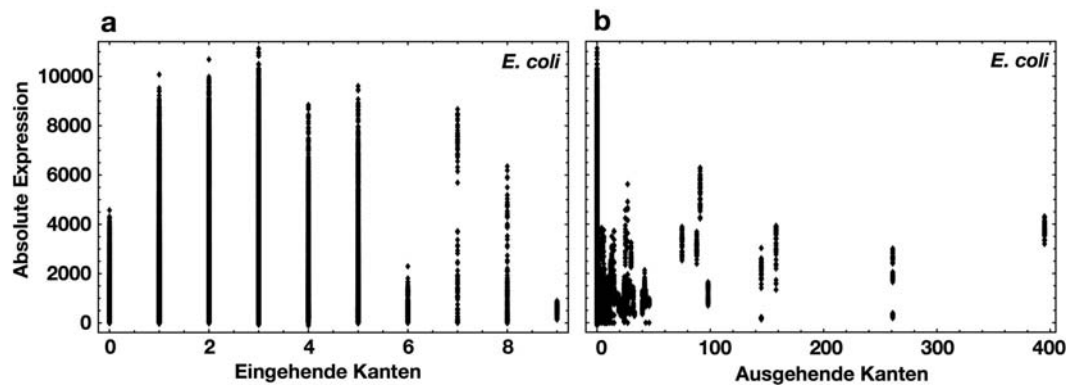 a
b
E. coli
E. coli
10000
8000
6000
4000
2000
0
Absolute Expression
0 2 4 6 8
0 100 200 300 400
Eingehende Kanten
Ausgehende Kanten